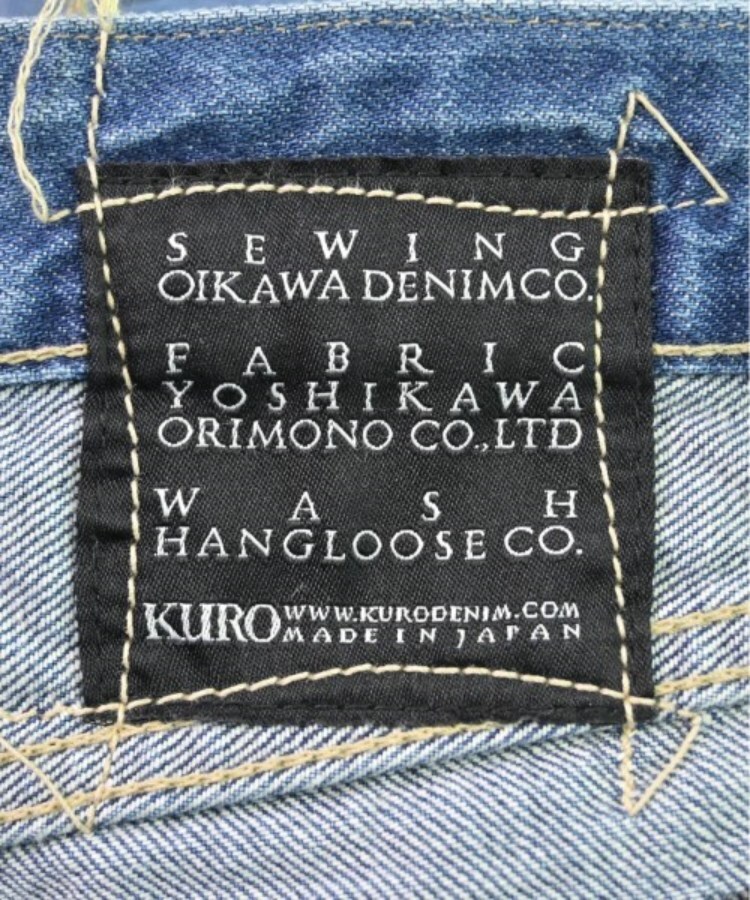 SEWING
OIKAWA DENIM CO.
FABRIC
YOSHIKAWA
ORIMONO CO.,LTD
WASH
HANGLOOSE CO.
KURO WWW.KURODENIM.COM
MADE IN JAPAN